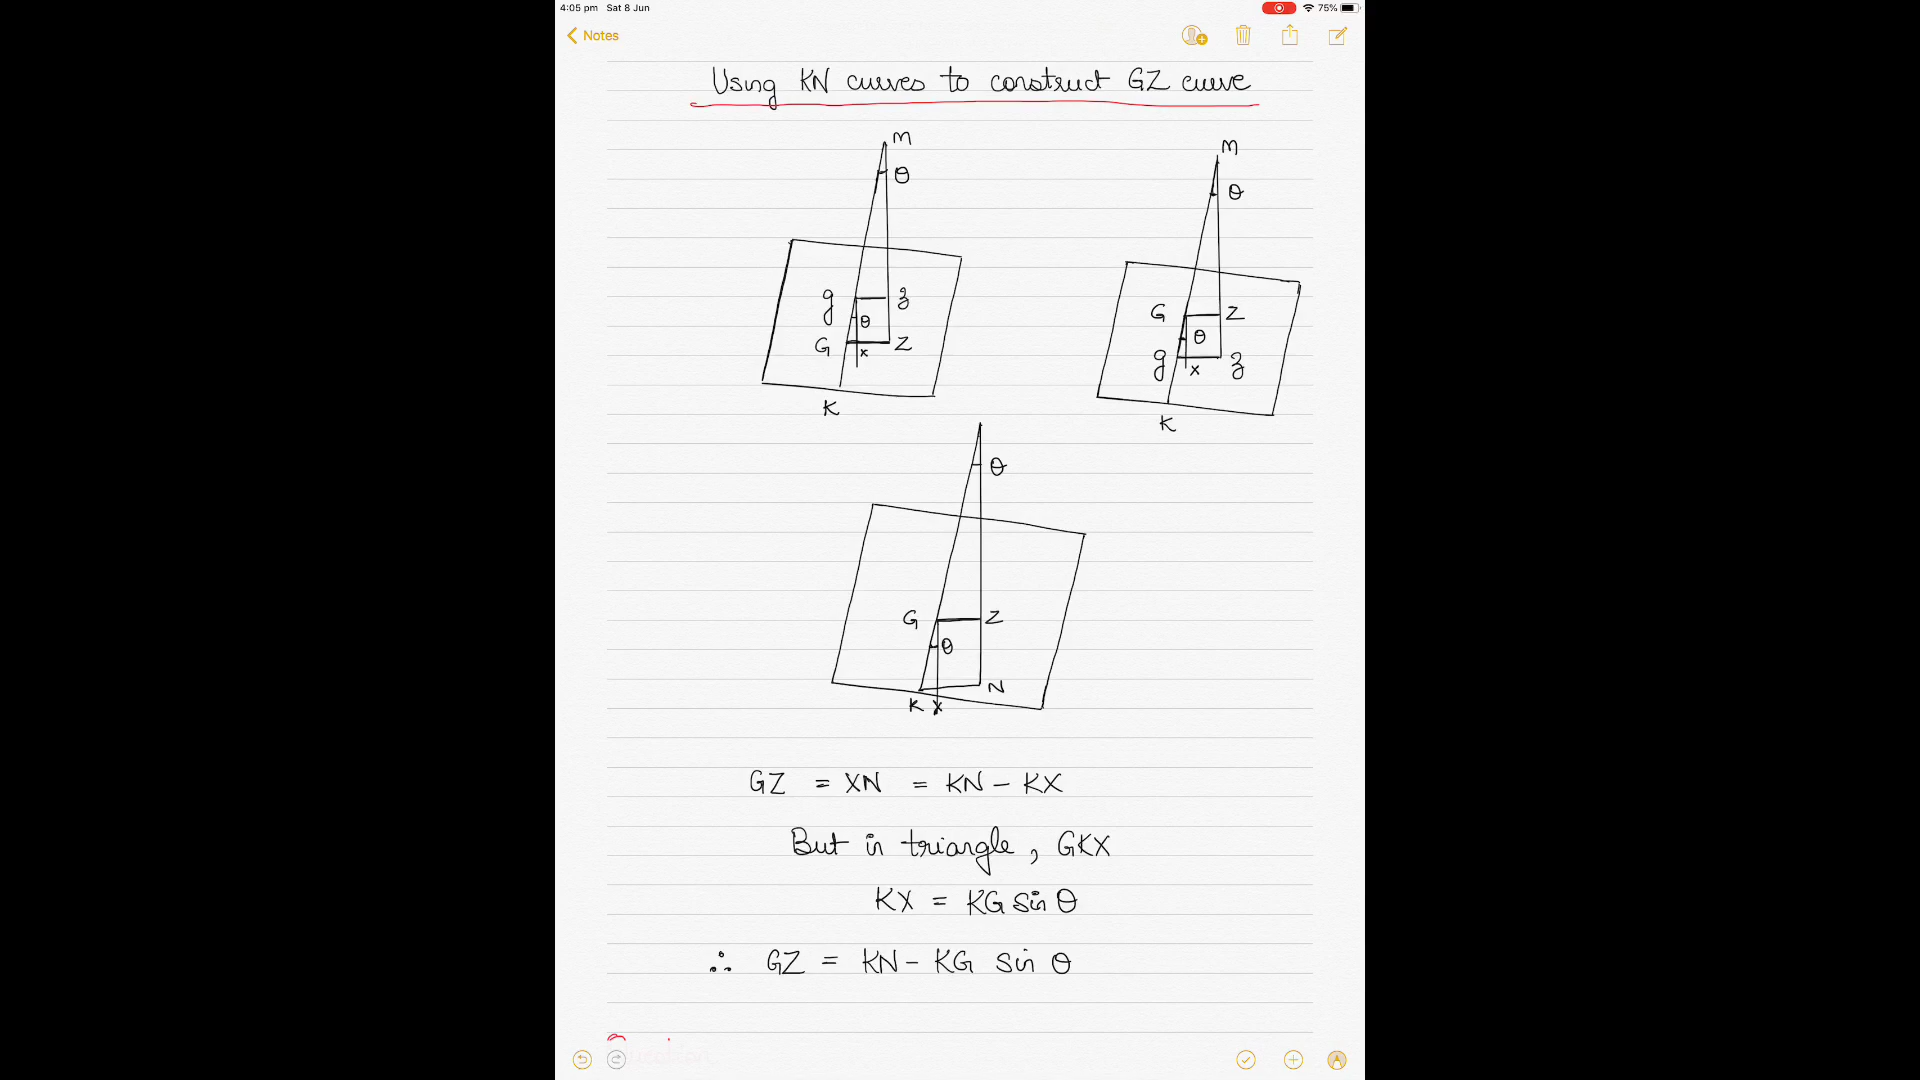 4:05 pm Sat 8 Jun 75%
Notes
Using KN curves to construct GZ curve
M
θ
g z
θ
G x Z
K
M
θ
G Z
θ
g x z
K
θ
G Z
θ
N
K X
GZ = XN = KN - KX
But in triangle, GKX
KX = KG sin θ
∴ GZ = KN - KG sin θ